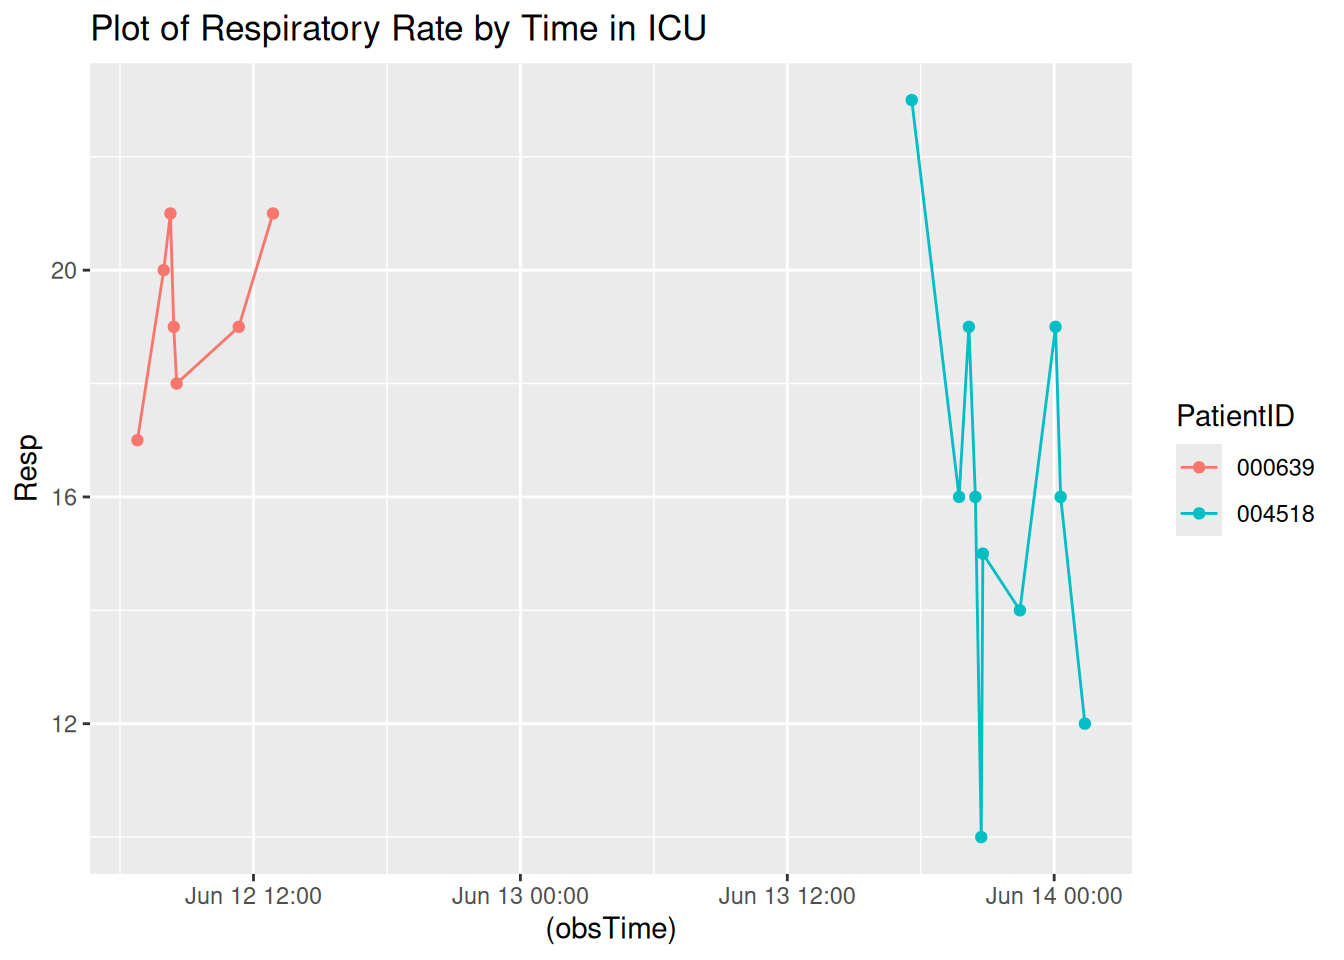 Plot of Respiratory Rate by Time in ICU
Resp
20
16
12
Jun 12 12:00
Jun 13 00:00
Jun 13 12:00
Jun 14 00:00
(obsTime)
PatientID
000639
004518